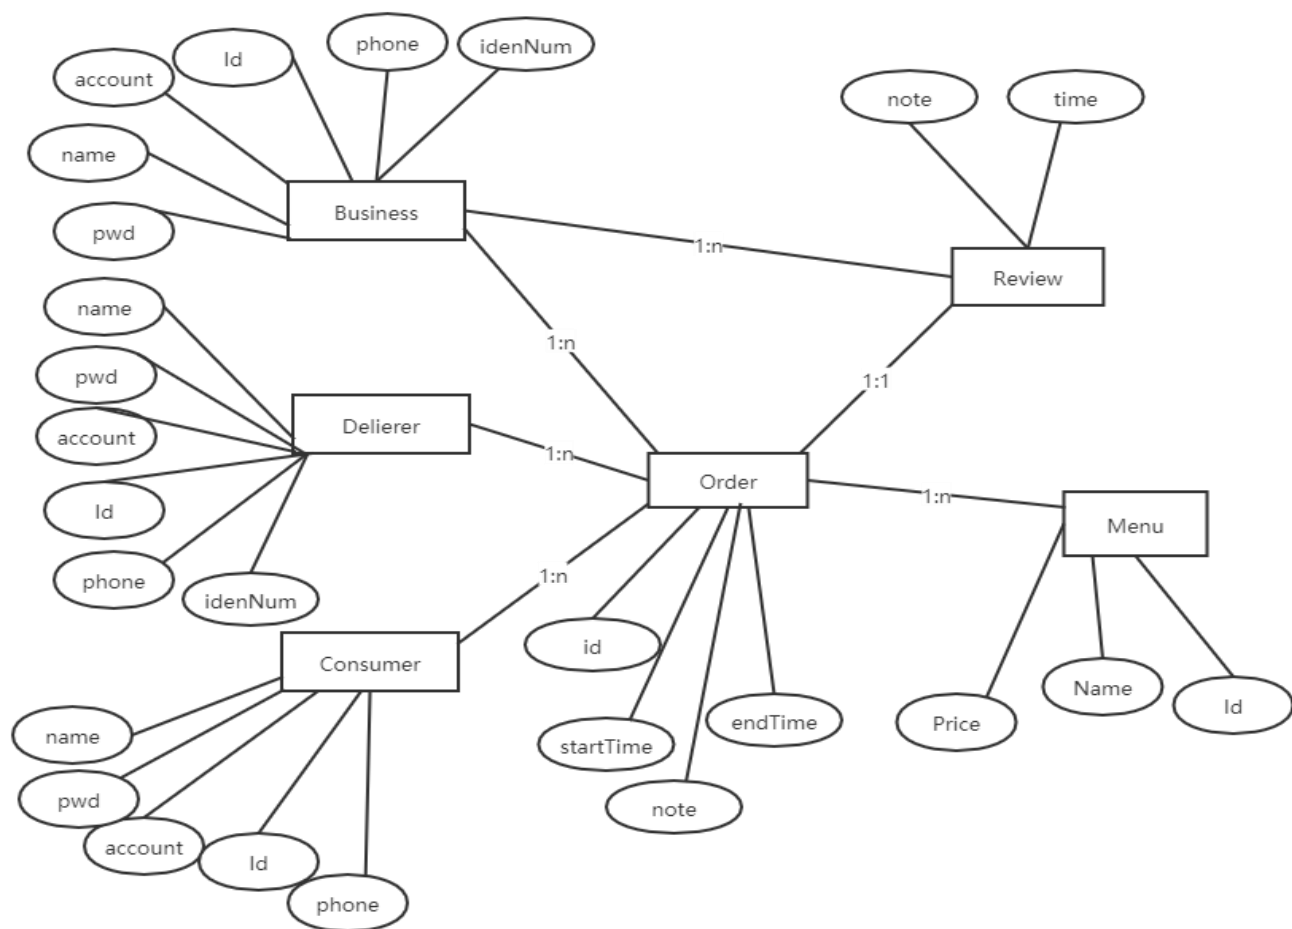 phone
idenNum
Id
account
note
time
name
Business
pwd
1:n
Review
name
1:n
pwd
1:1
Delierer
account
1:n
Order
1:n
Menu
Id
phone
idenNum
1:n
Consumer
id
Name
Id
Price
name
startTime
endTime
pwd
note
account
Id
phone